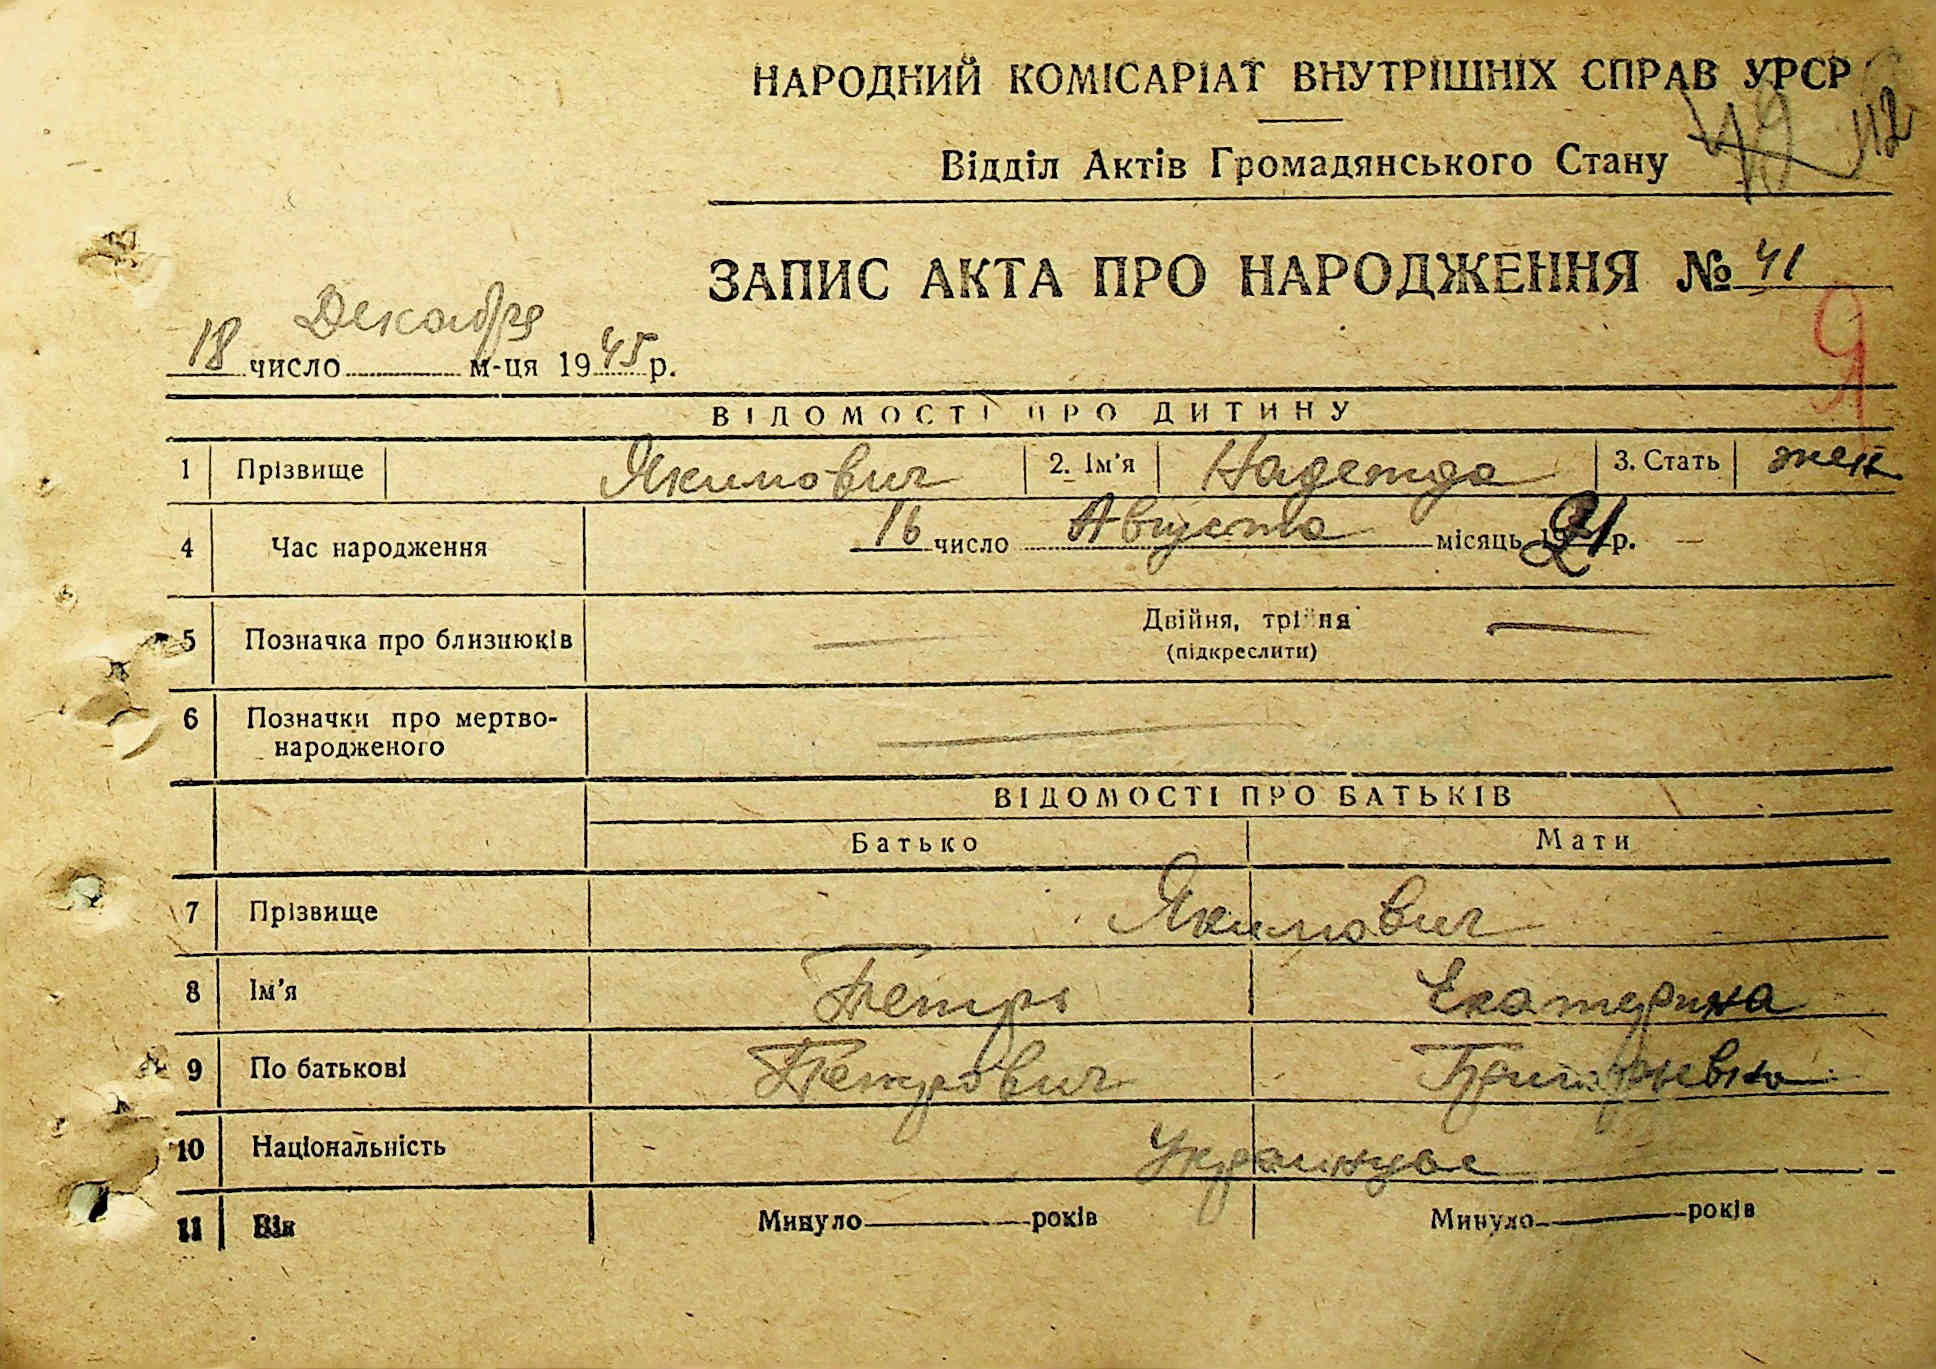 НАРОДНИЙ КОМІСАРІАТ ВНУТРІШНІХ СПРАВ УРСР
112
Відділ Актів Громадянського Стану
49
ЗАПИС АКТА ПРО НАРОДЖЕННЯ № 41
Я
18 число Декабря м-ця 1945 р.
ВІДОМОСТІ ПРО ДИТИНУ
1 Прізвище Якимович 2. Ім'я Надежда 3. Стать жен
4 Час народження 16 число Августа місяць 1921 р.
5 Позначка про близнюків Двійня, трійня
(підкреслити)
6 Позначки про мертво-
народженого
ВІДОМОСТІ ПРО БАТЬКІВ
Батько Мати
7 Прізвище Якимович
8 Ім'я Петр Екатерина
9 По батькові Петрович Григорьевна
10 Національність Украинцы
11 Вік Минуло років Минуло років